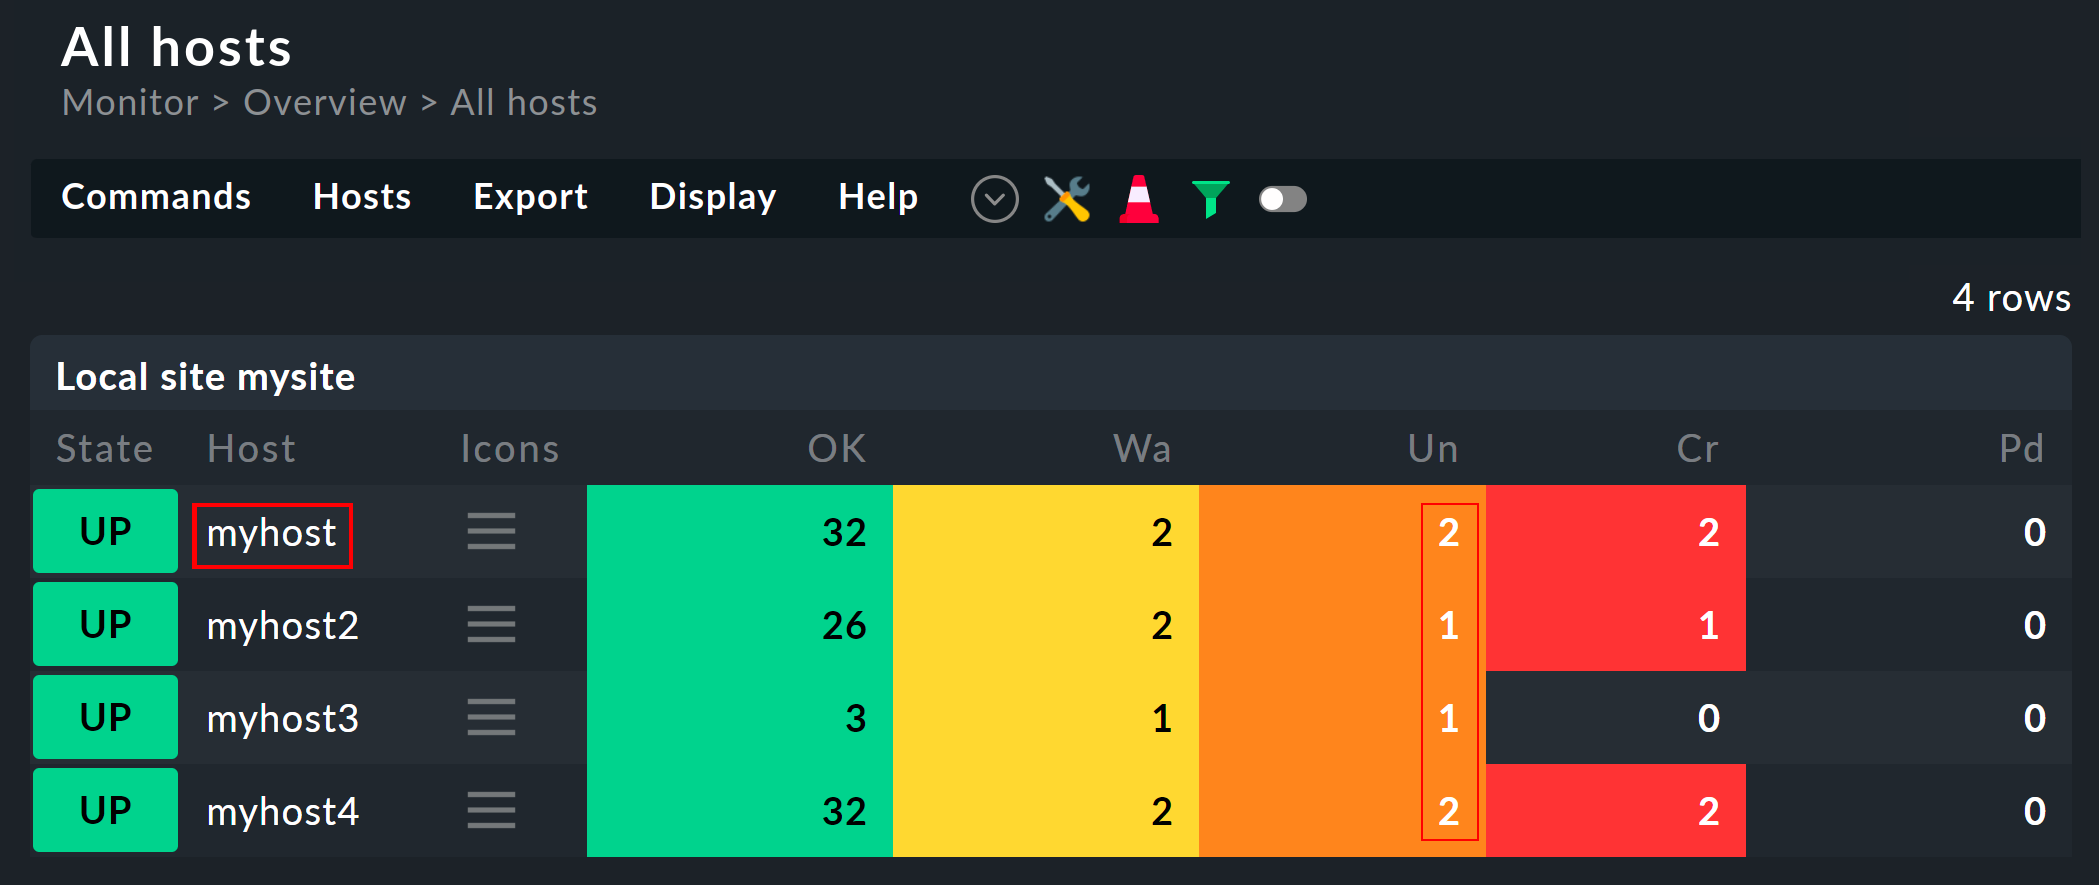 All hosts
Monitor > Overview > All hosts
Commands Hosts Export Display Help
4 rows
Local site mysite
State Host Icons OK Wa Un Cr Pd
UP myhost 32 2 2 2 0
UP myhost2 26 2 1 1 0
UP myhost3 3 1 1 0 0
UP myhost4 32 2 2 2 0